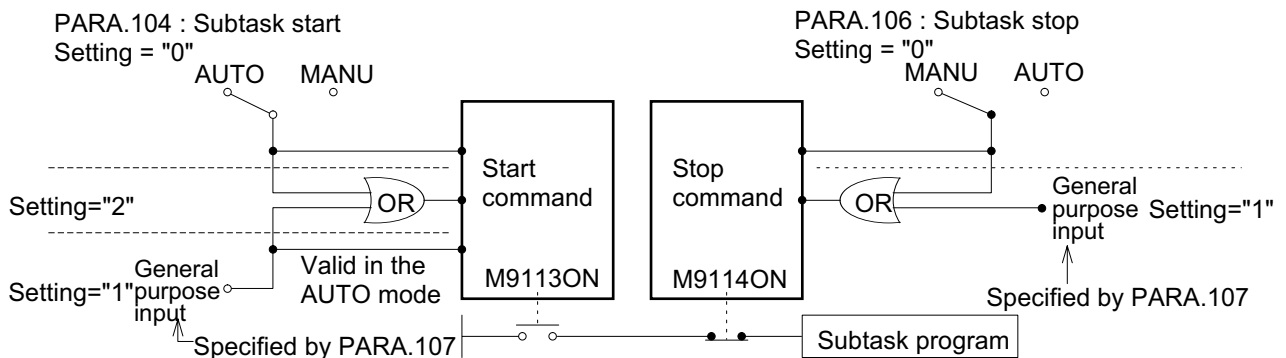 PARA.104 : Subtask start
Setting = "0"
AUTO MANU
PARA.106 : Subtask stop
Setting = "0"
MANU AUTO
Start
command
Stop
command
Setting="2"
OR
OR
General
purpose
input
Setting="1"
Valid in the
AUTO mode
M9113ON
M9114ON
Setting="1"
General
purpose
input
Specified by PARA.107
Specified by PARA.107
Subtask program